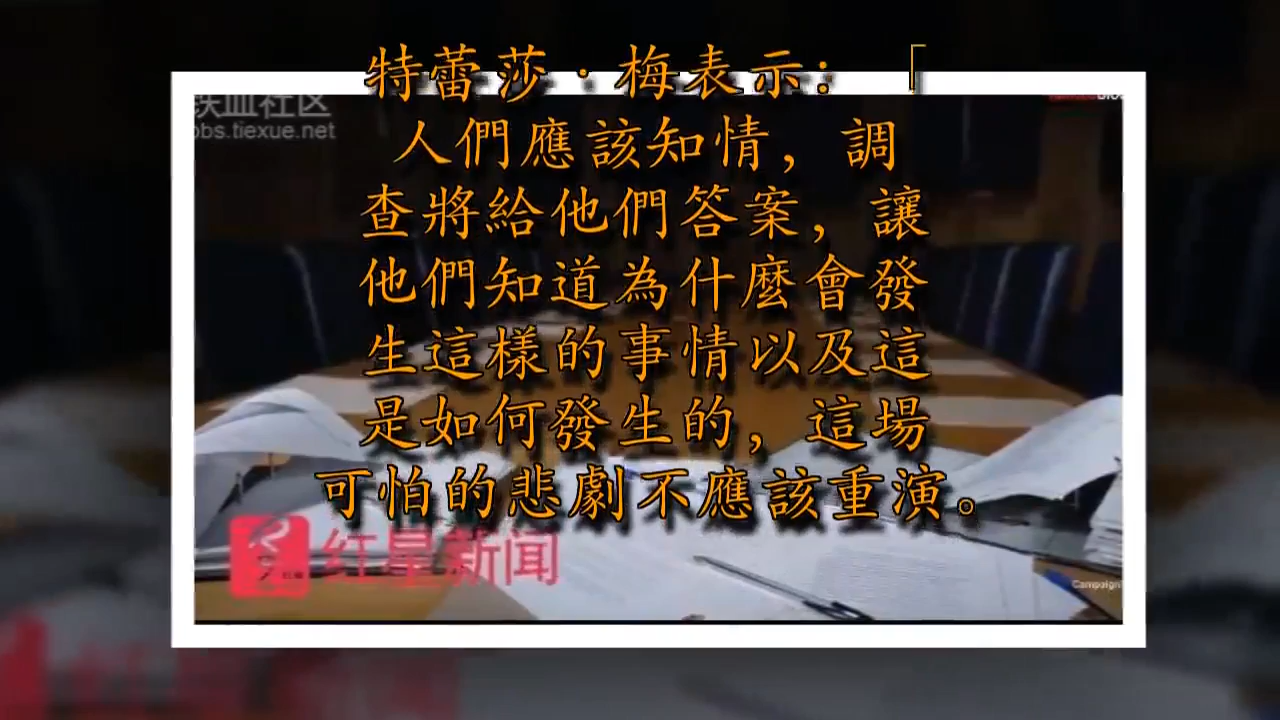 特蕾莎·梅表示：「
人們應該知情，調
查將給他們答案，讓
他們知道為什麼會發
生這樣的事情以及這
是如何發生的，這場
可怕的悲劇不應該重演。
铁血社区
bbs.tiexue.net
红星新闻
Campaign